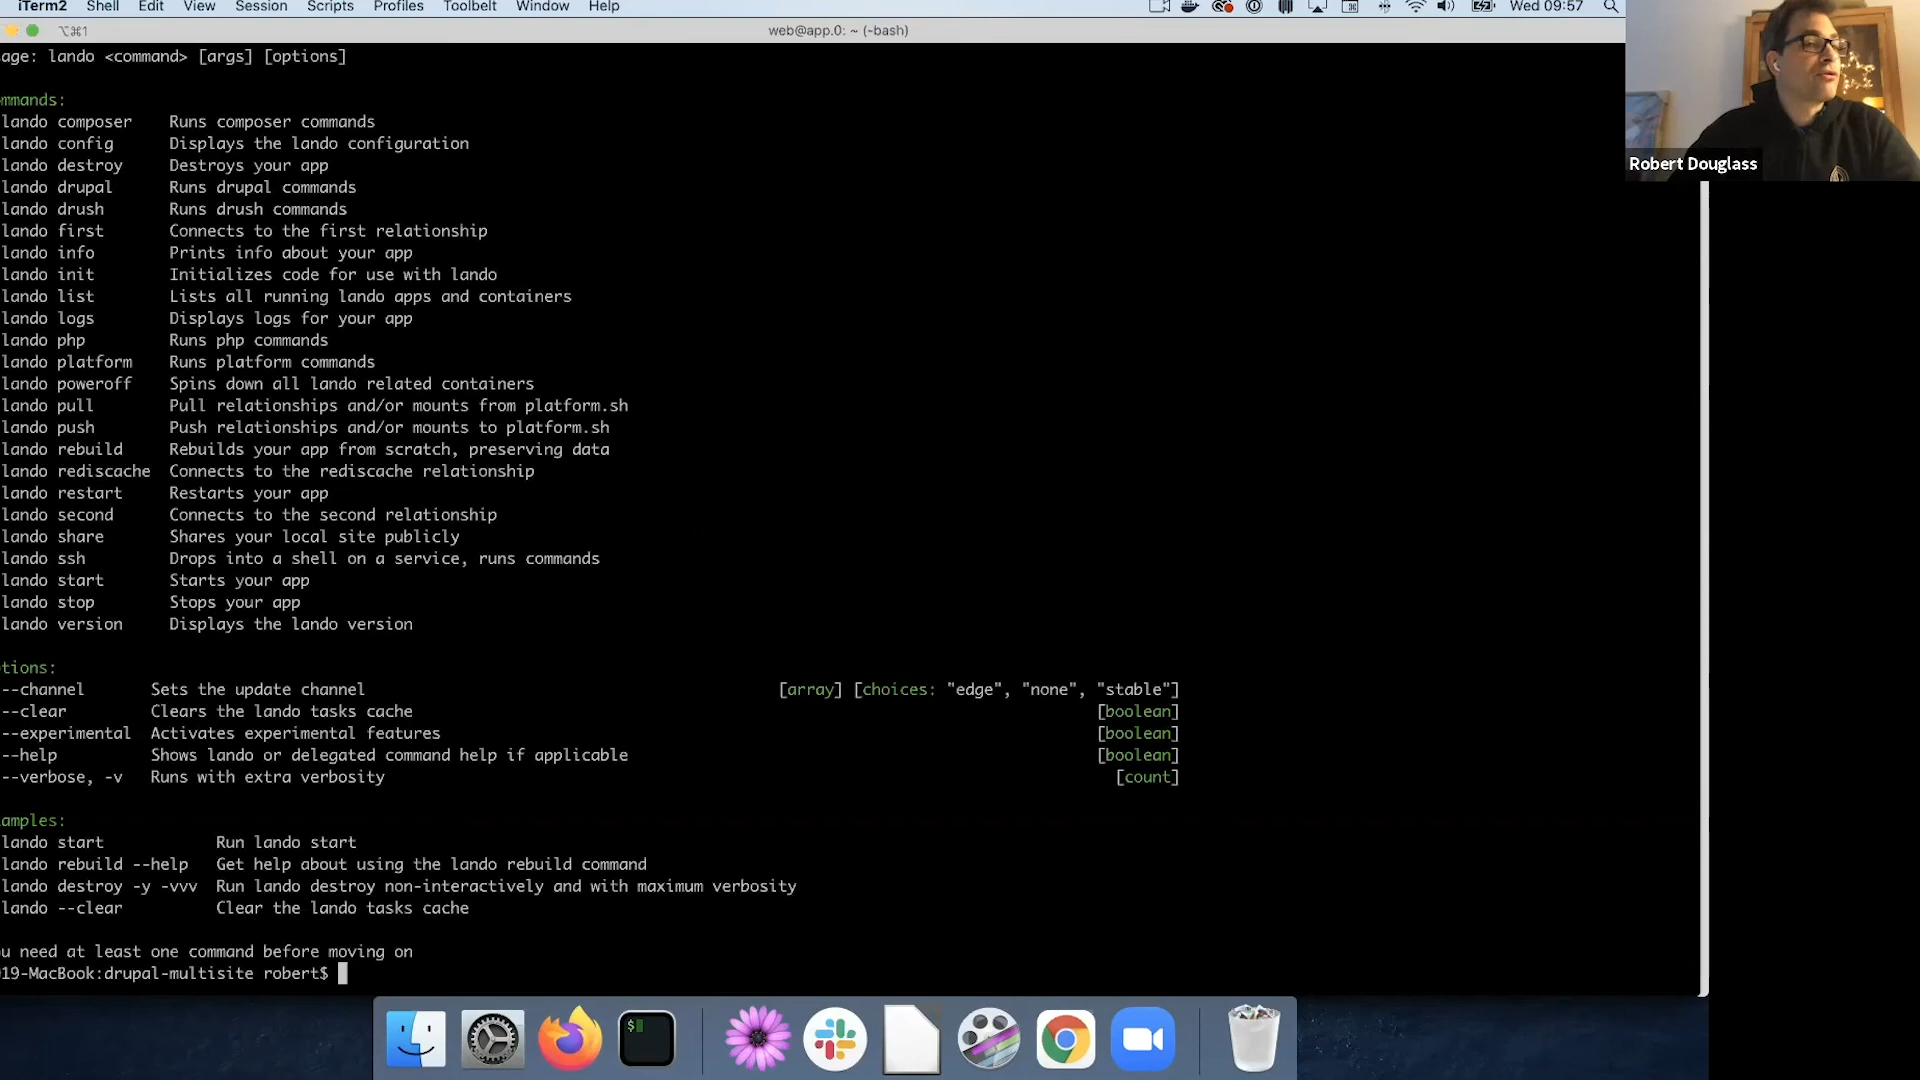 iTerm2 Shell Edit View Session Scripts Profiles Toolbelt Window Help Wed 09:57
⌥⌘1 web@app.0: ~ (-bash)
age: lando <command> [args] [options]
mmands:
lando composer Runs composer commands
lando config Displays the lando configuration
lando destroy Destroys your app
lando drupal Runs drupal commands
lando drush Runs drush commands
lando first Connects to the first relationship
lando info Prints info about your app
lando init Initializes code for use with lando
lando list Lists all running lando apps and containers
lando logs Displays logs for your app
lando php Runs php commands
lando platform Runs platform commands
lando poweroff Spins down all lando related containers
lando pull Pull relationships and/or mounts from platform.sh
lando push Push relationships and/or mounts to platform.sh
lando rebuild Rebuilds your app from scratch, preserving data
lando rediscache Connects to the rediscache relationship
lando restart Restarts your app
lando second Connects to the second relationship
lando share Shares your local site publicly
lando ssh Drops into a shell on a service, runs commands
lando start Starts your app
lando stop Stops your app
lando version Displays the lando version
tions:
--channel Sets the update channel [array] [choices: "edge", "none", "stable"]
--clear Clears the lando tasks cache [boolean]
--experimental Activates experimental features [boolean]
--help Shows lando or delegated command help if applicable [boolean]
--verbose, -v Runs with extra verbosity [count]
amples:
lando start Run lando start
lando rebuild --help Get help about using the lando rebuild command
lando destroy -y -vvv Run lando destroy non-interactively and with maximum verbosity
lando --clear Clear the lando tasks cache
u need at least one command before moving on
19-MacBook:drupal-multisite robert$
Robert Douglass
$